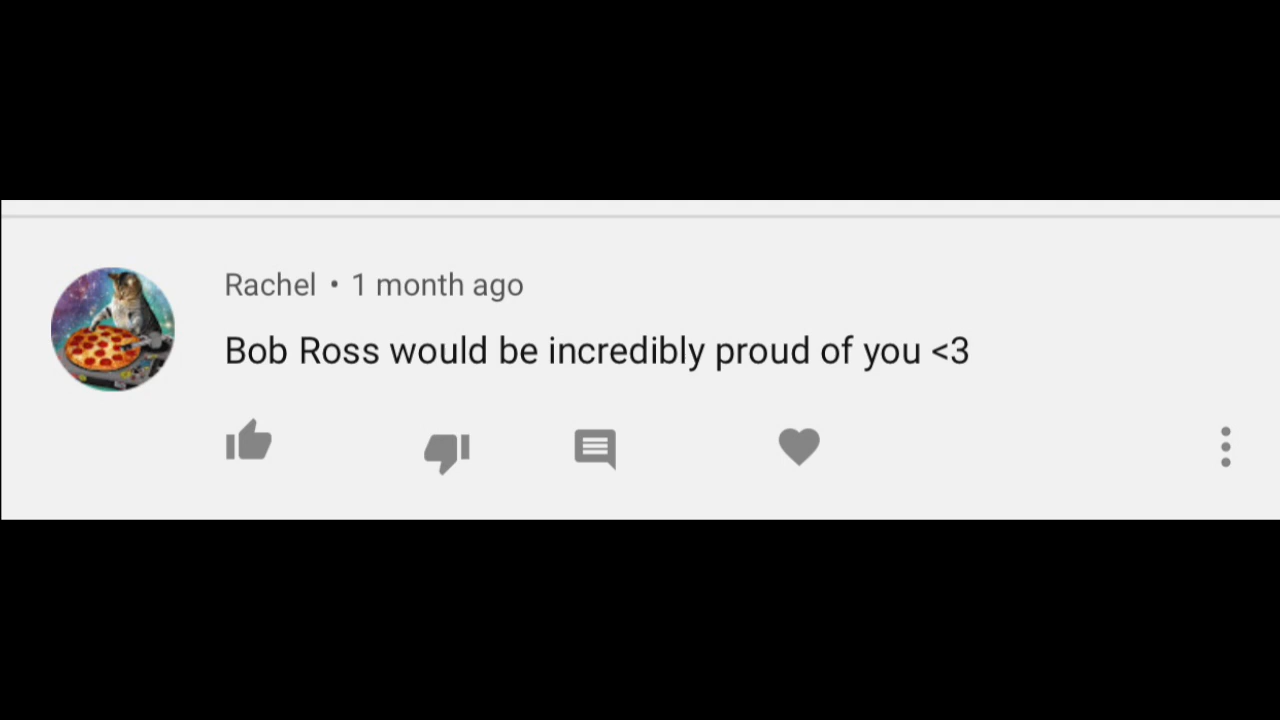 Rachel • 1 month ago
Bob Ross would be incredibly proud of you <3